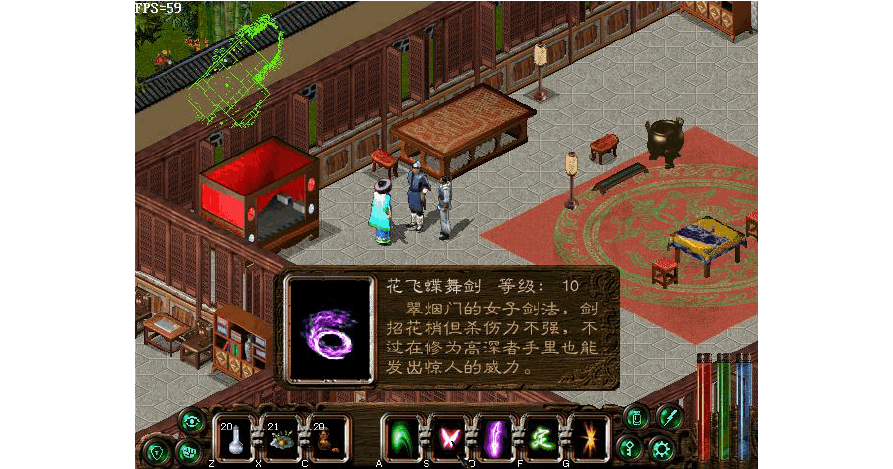 FPS-59
花飞蝶舞剑 等级: 10
翠烟门的女子剑法，剑
招花梢但杀伤力不强，不
过在修为高深者手里也能
发出惊人的威力。
20 21 20
Z X C A S D F G